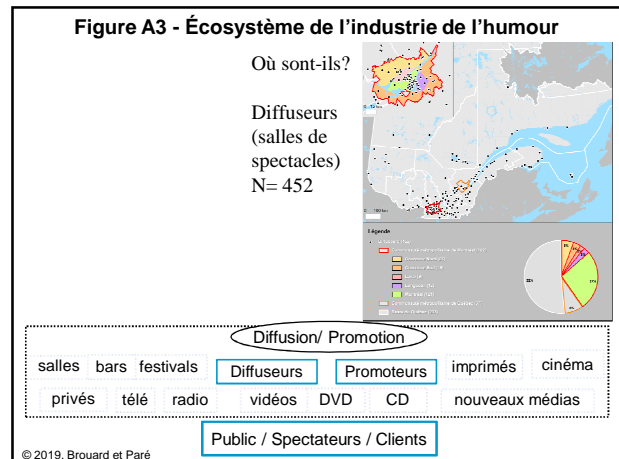 Figure A3 - Écosystème de l'industrie de l'humour
Où sont-ils?
Diffuseurs
(salles de
spectacles)
N= 452
Légende
Diffusion/ Promotion
salles bars festivals Diffuseurs Promoteurs imprimés cinéma
privés télé radio vidéos DVD CD nouveaux médias
Public / Spectateurs / Clients
© 2019, Brouard et Paré